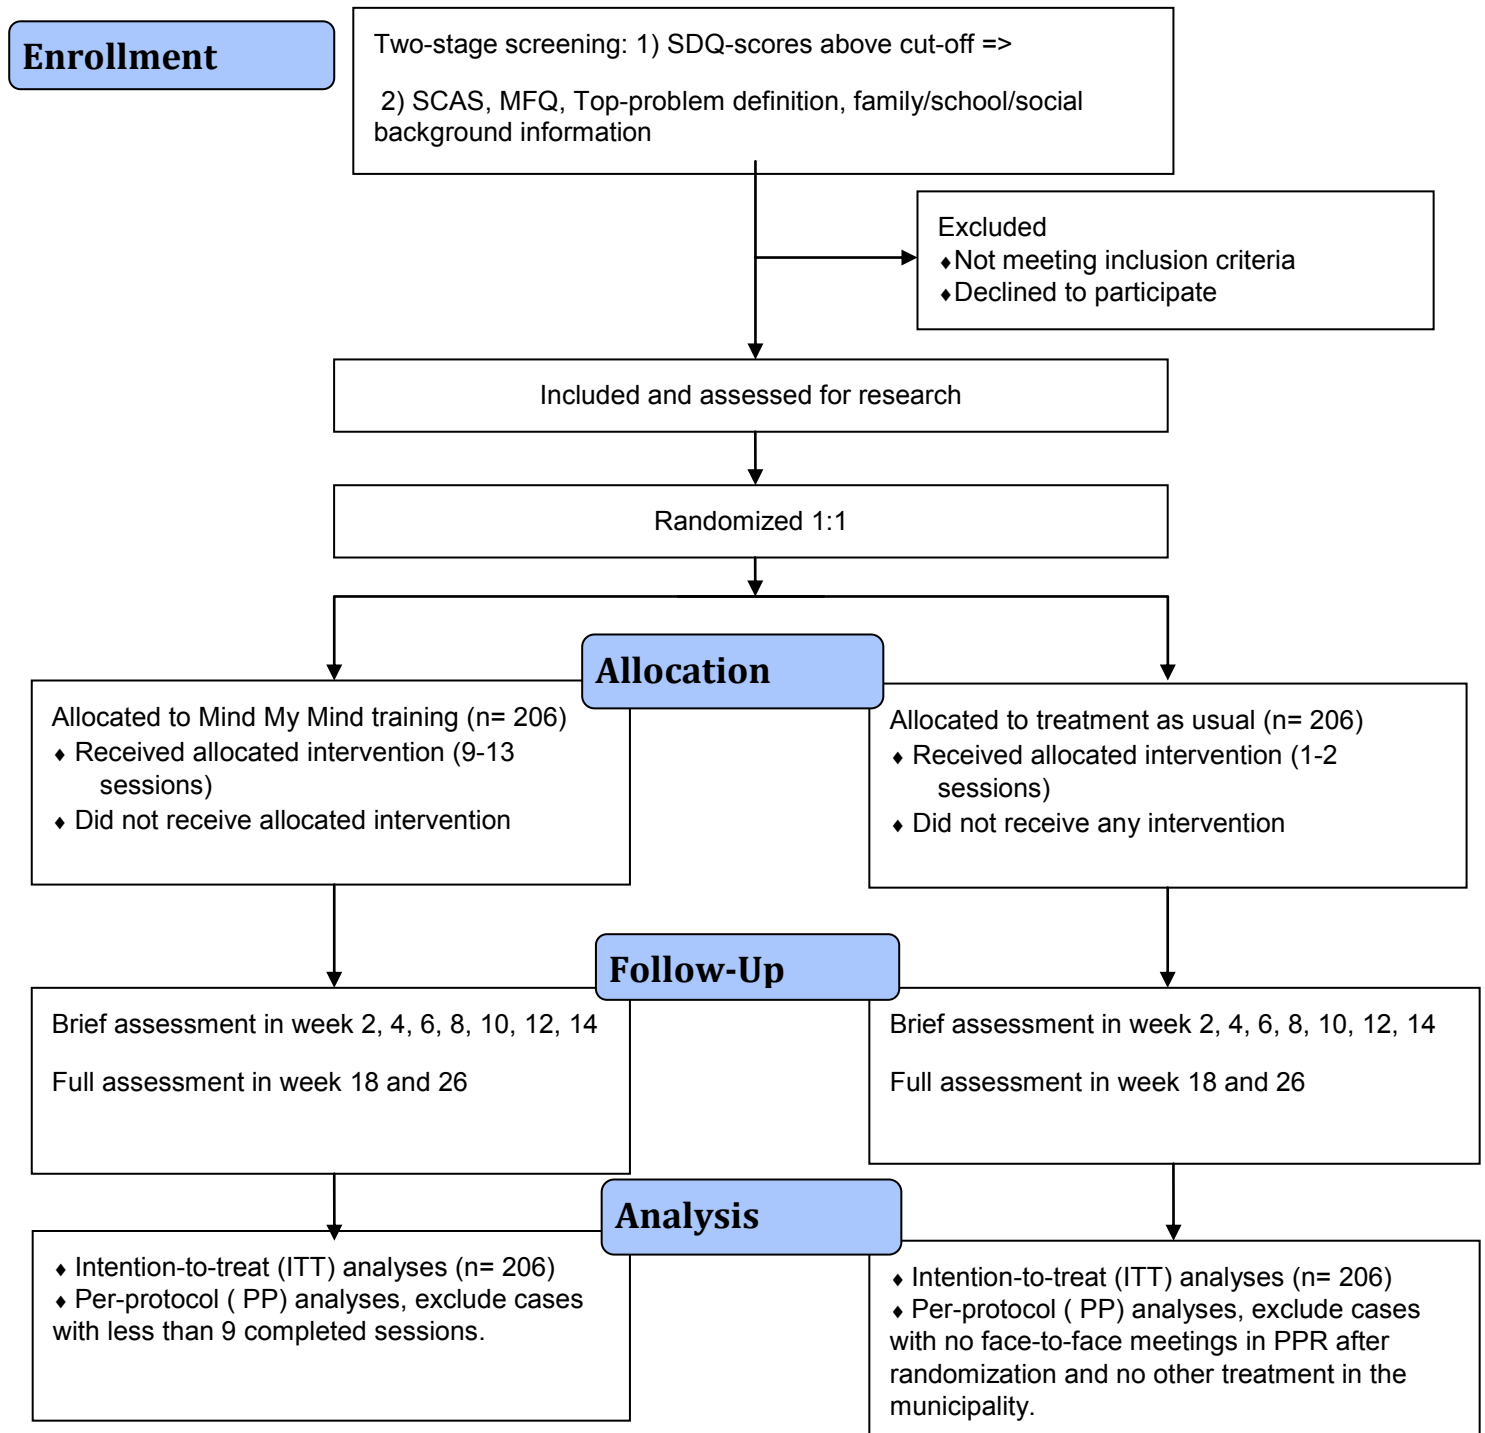 Enrollment
Two-stage screening: 1) SDQ-scores above cut-off =>
2) SCAS, MFQ, Top-problem definition, family/school/social
background information
Excluded
♦Not meeting inclusion criteria
♦Declined to participate
Included and assessed for research
Randomized 1:1
Allocation
Allocated to Mind My Mind training (n= 206)
♦ Received allocated intervention (9-13
sessions)
♦ Did not receive allocated intervention
Allocated to treatment as usual (n= 206)
♦ Received allocated intervention (1-2
sessions)
♦ Did not receive any intervention
Follow-Up
Brief assessment in week 2, 4, 6, 8, 10, 12, 14
Full assessment in week 18 and 26
Brief assessment in week 2, 4, 6, 8, 10, 12, 14
Full assessment in week 18 and 26
Analysis
♦ Intention-to-treat (ITT) analyses (n= 206)
♦ Per-protocol ( PP) analyses, exclude cases
with less than 9 completed sessions.
♦ Intention-to-treat (ITT) analyses (n= 206)
♦ Per-protocol ( PP) analyses, exclude cases
with no face-to-face meetings in PPR after
randomization and no other treatment in the
municipality.